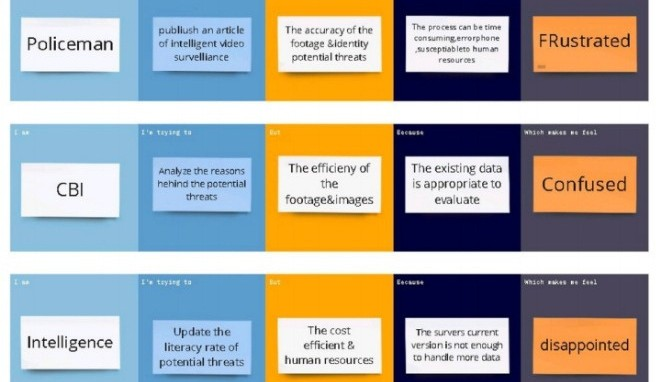 Policeman
publiush an article
of intelligent video
survelliance
The accuracy of the
footage &identity
potential threats
The process can be time
consuming,errorphone
,susceptiableto human
resources
FRustrated
I am
I'm trying to
But
Because
Which makes me feel
CBI
Analyze the reasons
hehind the potential
threats
The efficieny of
the
footage&images
The existing data
is appropriate to
evaluate
Confused
I am
I'm trying to
But
Because
Which makes me feel
Intelligence
Update the
literacy rate of
potential threats
The cost
efficient &
human resources
The survers current
version is not enough
to handle more data
disappointed